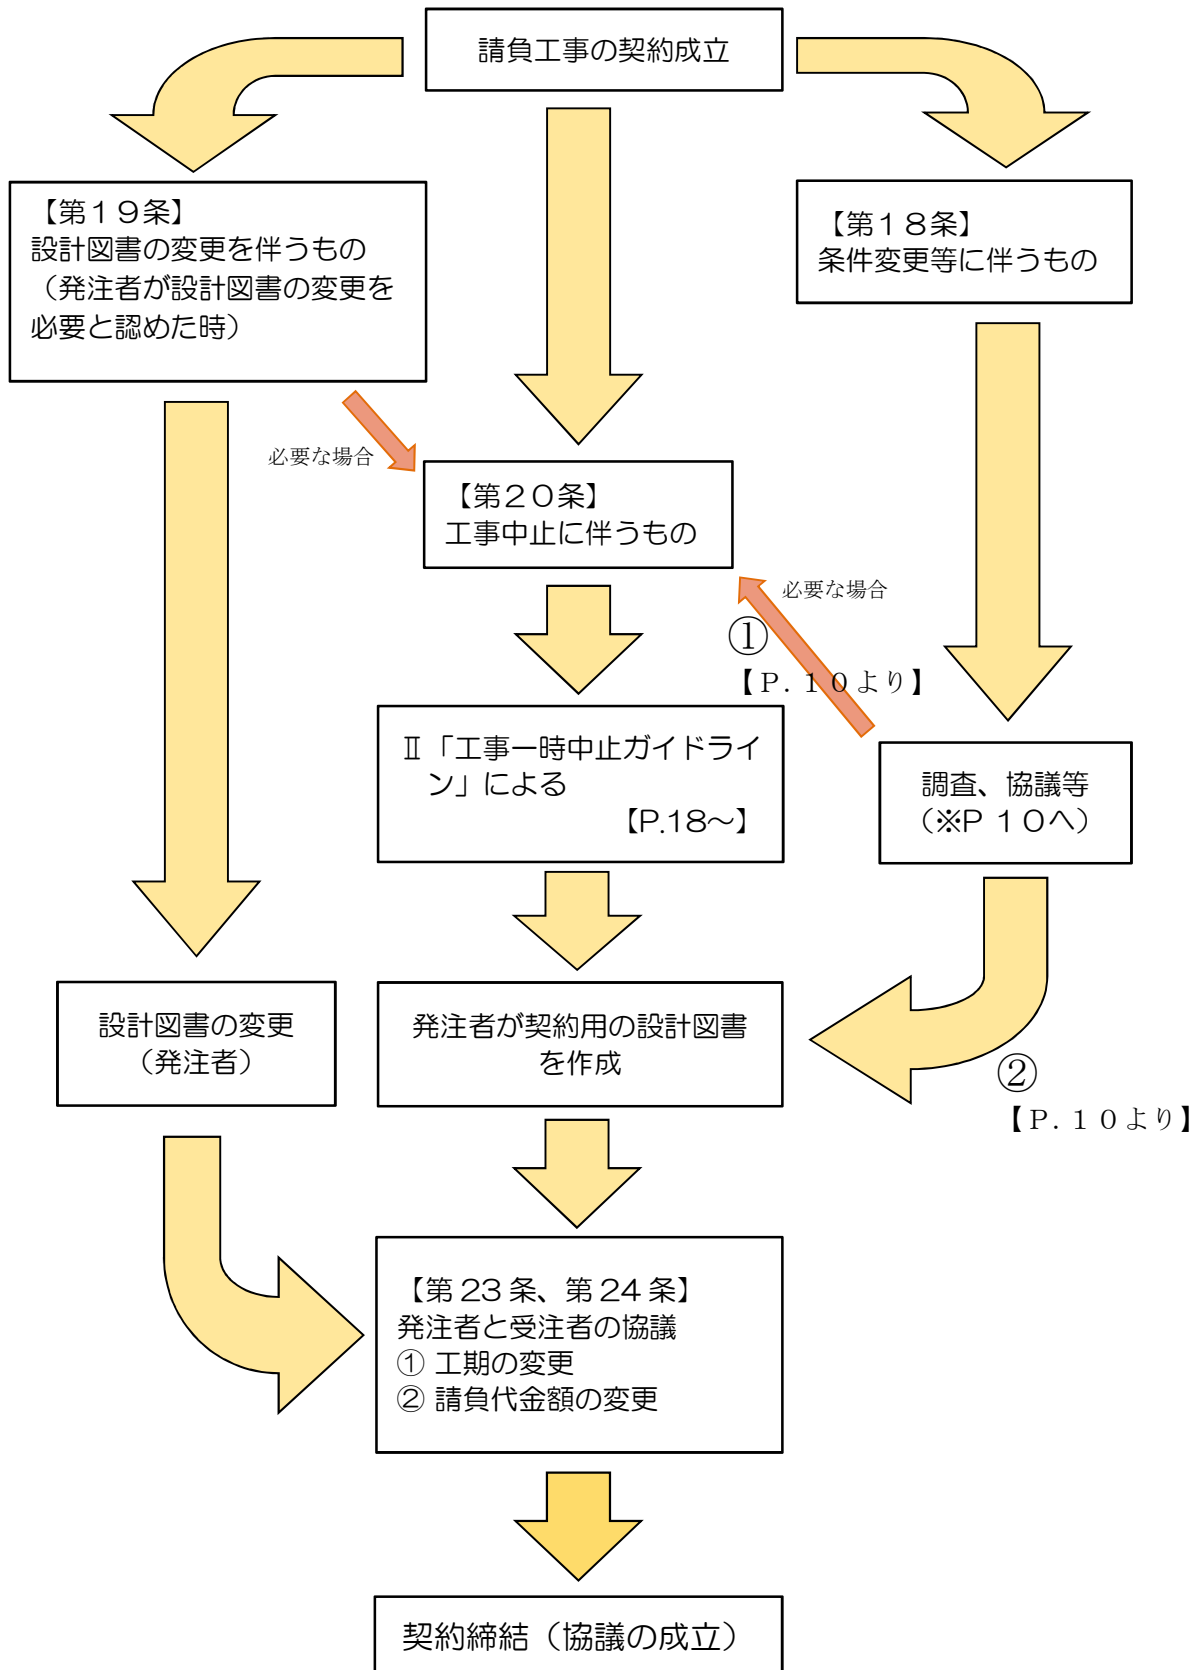 請負工事の契約成立
【第１９条】
設計図書の変更を伴うもの
（発注者が設計図書の変更を
必要と認めた時）
【第１８条】
条件変更等に伴うもの
必要な場合
【第２０条】
工事中止に伴うもの
必要な場合
①
【Ｐ．１０より】
Ⅱ「工事一時中止ガイドライ
ン」による
【P.18～】
調査、協議等
（※P１０へ）
設計図書の変更
（発注者）
発注者が契約用の設計図書
を作成
②
【Ｐ．１０より】
【第 23 条、第 24 条】
発注者と受注者の協議
① 工期の変更
② 請負代金額の変更
契約締結（協議の成立）